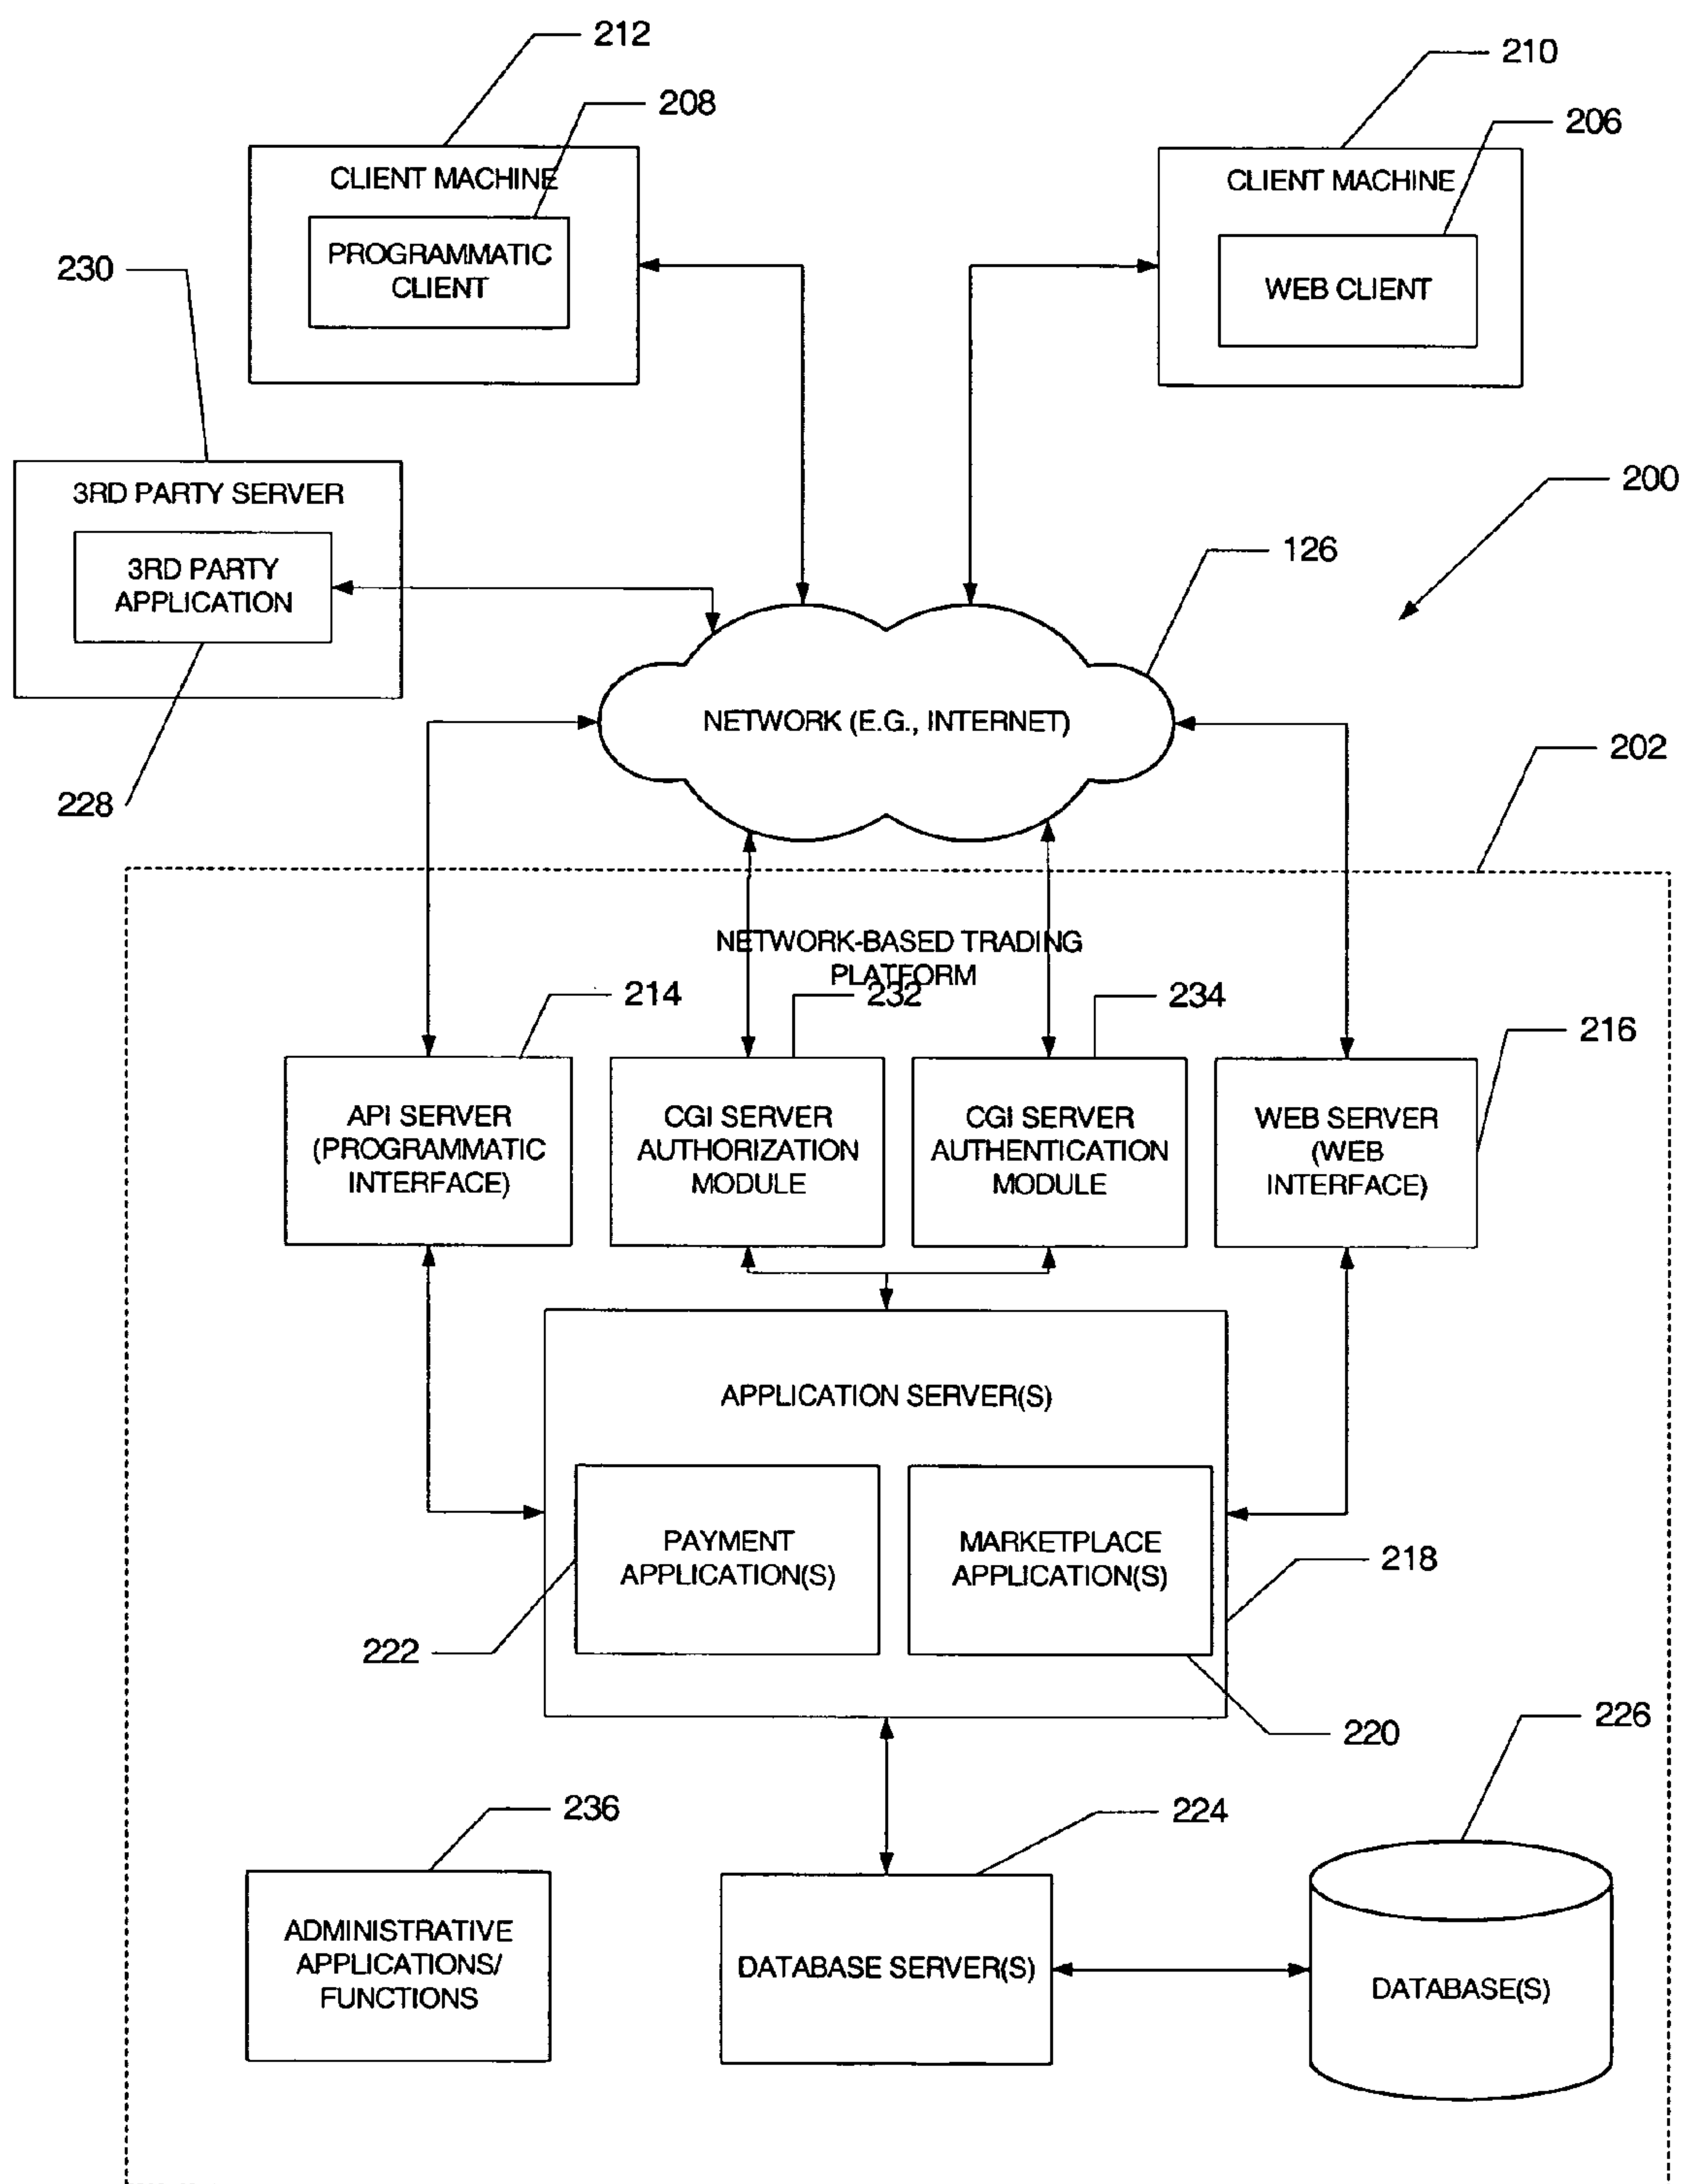 212
210
208
206
CLIENT MACHINE
CLIENT MACHINE
PROGRAMMATIC
CLIENT
WEB CLIENT
230
3RD PARTY SERVER
200
3RD PARTY
APPLICATION
126
NETWORK (E.G., INTERNET)
202
228
NETWORK-BASED TRADING
PLATFORM
214
232
234
216
API SERVER
(PROGRAMMATIC
INTERFACE)
CGI SERVER
AUTHORIZATION
MODULE
CGI SERVER
AUTHENTICATION
MODULE
WEB SERVER
(WEB
INTERFACE)
APPLICATION SERVER(S)
PAYMENT
APPLICATION(S)
MARKETPLACE
APPLICATION(S)
218
222
220
226
236
224
ADMINISTRATIVE
APPLICATIONS/
FUNCTIONS
DATABASE SERVER(S)
DATABASE(S)